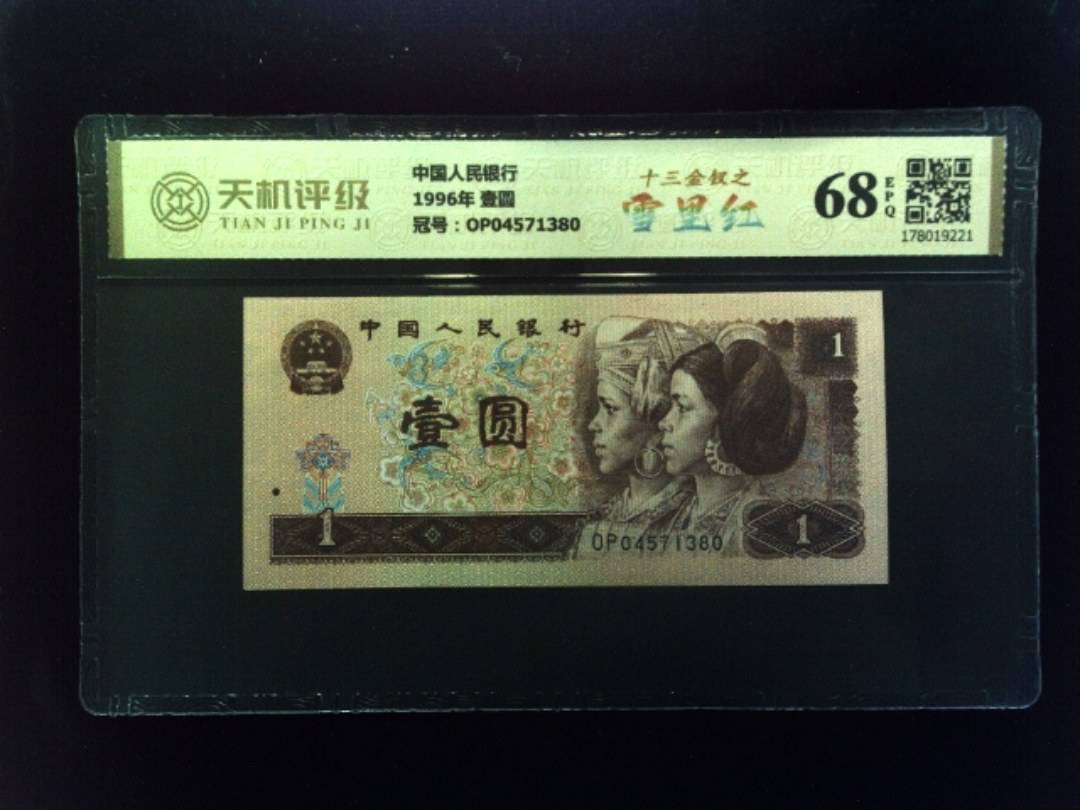 天机评级
TIAN JI PING JI
中国人民银行
1996年 壹圆
冠号：OP04571380
十三金钗之
雪里红
68
EPQ
178019221
中国人民银行
1
壹圆
1
OP04571380
1